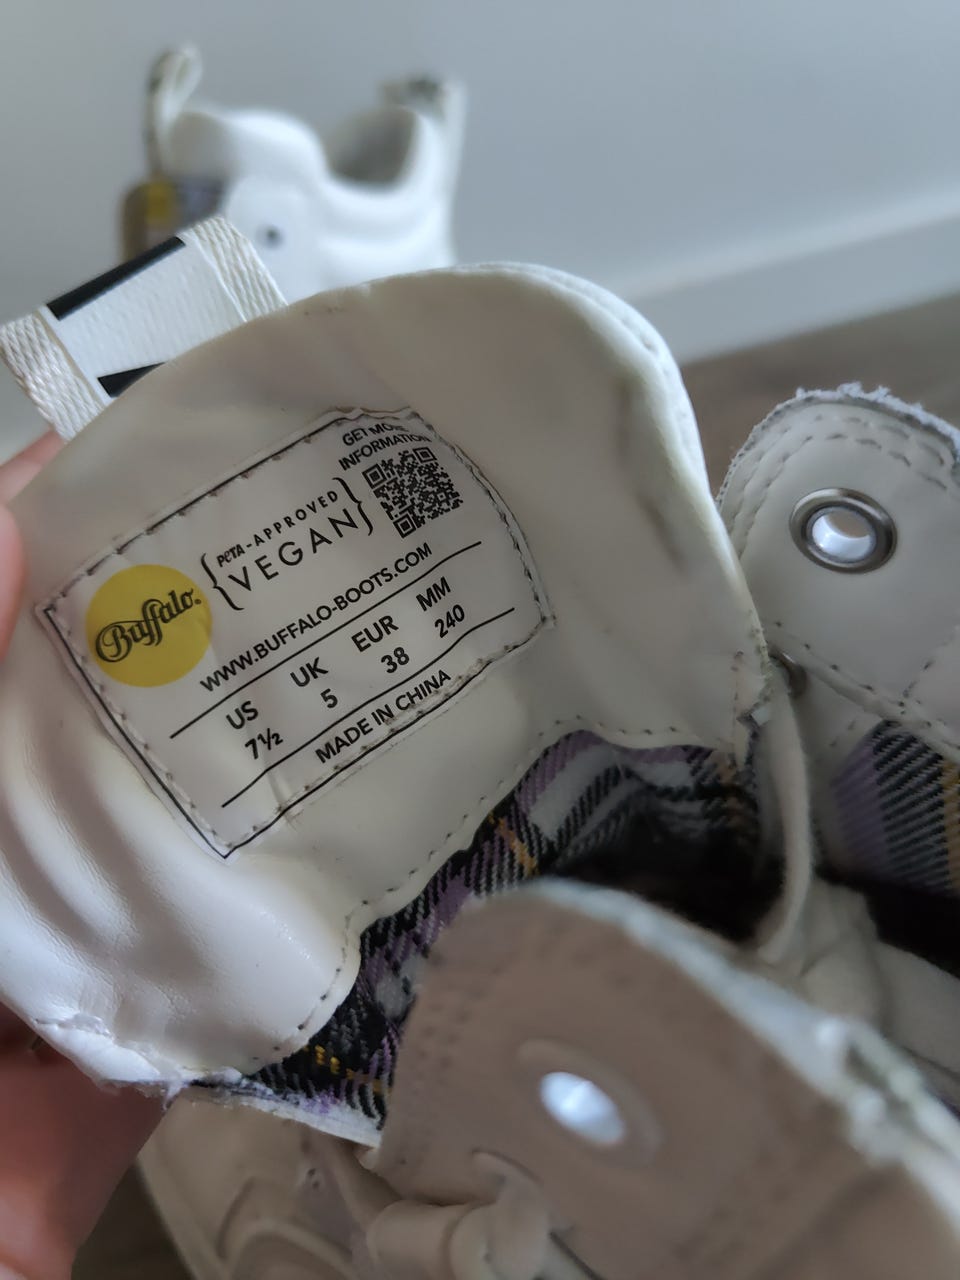 GET MORE
INFORMATION
PETA-APPROVED
VEGAN
Buffalo.
WWW.BUFFALO-BOOTS.COM
US UK EUR MM
7½ 5 38 240
MADE IN CHINA